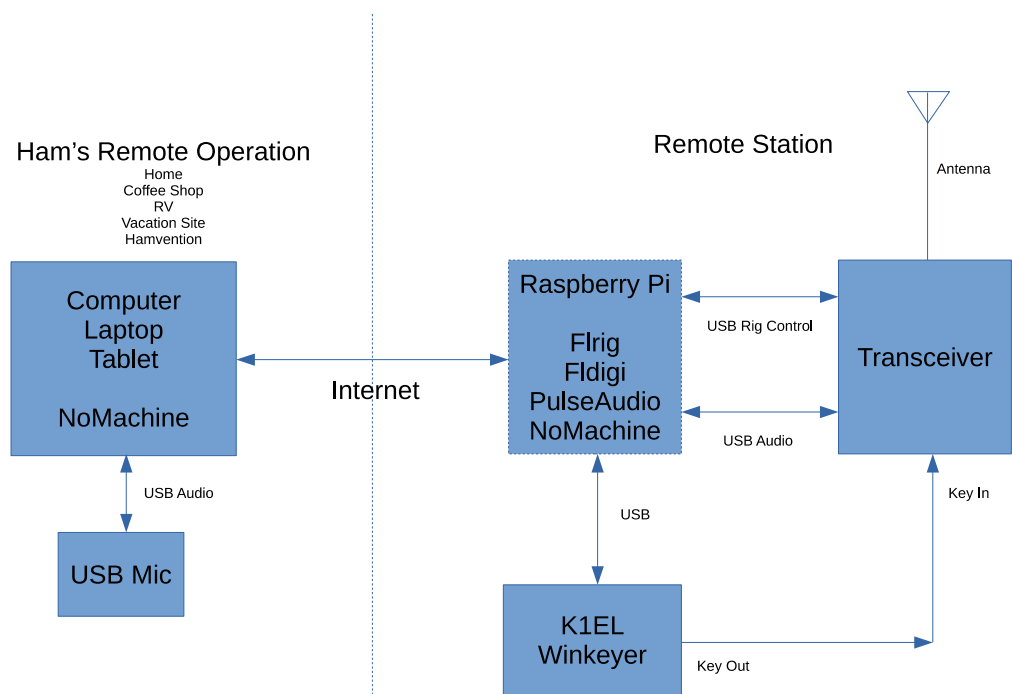 Ham's Remote Operation
Home
Coffee Shop
RV
Vacation Site
Hamvention
Computer
Laptop
Tablet
NoMachine
USB Audio
USB Mic
Internet
Remote Station
Antenna
Raspberry Pi
Flrig
Fldigi
PulseAudio
NoMachine
USB Rig Control
USB Audio
Transceiver
USB
Key In
K1EL
Winkeyer
Key Out